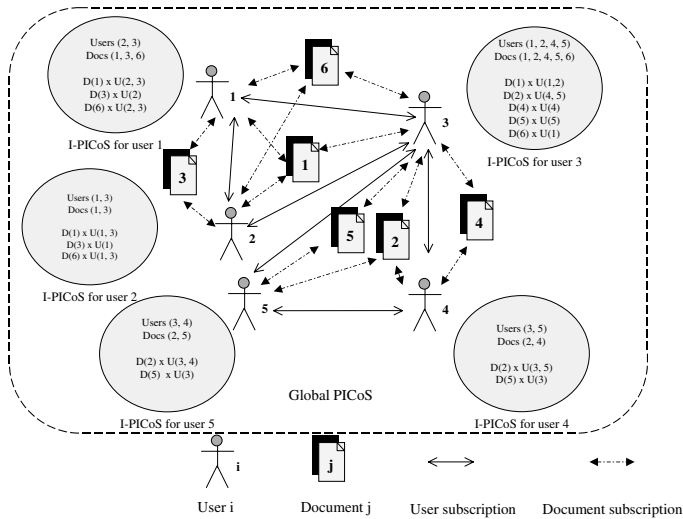 Users (2, 3)
Docs (1, 3, 6)
D(1) x U(2, 3)
D(3) x U(2)
D(6) x U(2, 3)
I-PICoS for user 1
1
6
3
Users (1, 2, 4, 5)
Docs (1, 2, 4, 5, 6)
D(1) x U(1,2)
D(2) x U(4, 5)
D(4) x U(4)
D(5) x U(5)
D(6) x U(1)
I-PICoS for user 3
3
1
Users (1, 3)
Docs (1, 3)
D(1) x U(1, 3)
D(3) x U(1)
D(6) x U(1, 3)
I-PICoS for user 2
2
5
2
4
5
4
Users (3, 4)
Docs (2, 5)
D(2) x U(3, 4)
D(5) x U(3)
I-PICoS for user 5
Users (3, 5)
Docs (2, 4)
D(2) x U(3, 5)
D(5) x U(3)
I-PICoS for user 4
Global PICoS
i
j
User i
Document j
User subscription
Document subscription